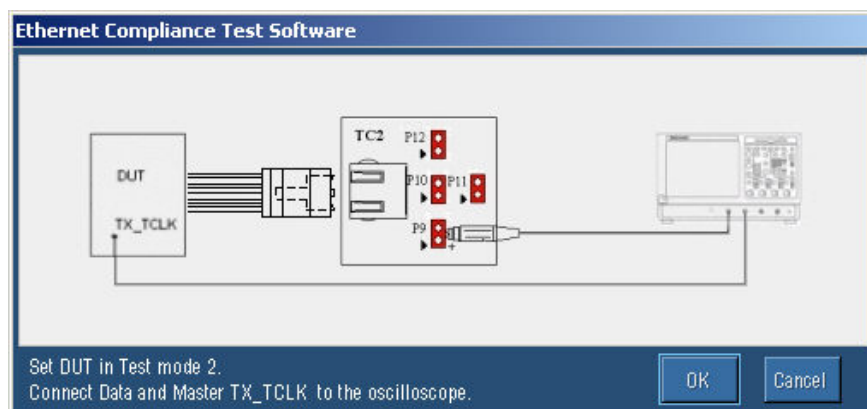 Ethernet Compliance Test Software
TC2
P12
DUT
P10
P11
TX_TCLK
P9
+
Set DUT in Test mode 2.
Connect Data and Master TX_TCLK to the oscilloscope.
OK
Cancel